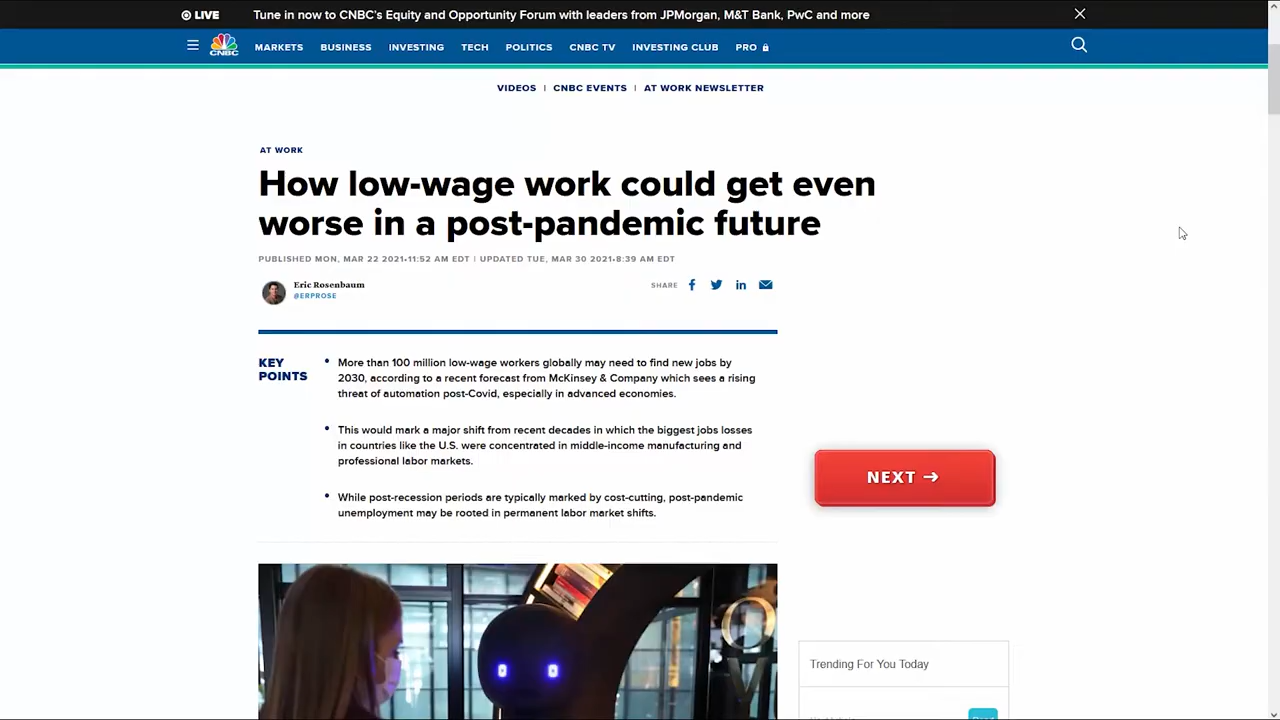 LIVE
Tune in now to CNBC's Equity and Opportunity Forum with leaders from JPMorgan, M&T Bank, PwC and more
CNBC
MARKETS BUSINESS INVESTING TECH POLITICS CNBC TV INVESTING CLUB PRO
VIDEOS | CNBC EVENTS | AT WORK NEWSLETTER
AT WORK
How low-wage work could get even
worse in a post-pandemic future
PUBLISHED MON, MAR 22 2021•11:52 AM EDT | UPDATED TUE, MAR 30 2021•8:39 AM EDT
Eric Rosenbaum
@ERPROSE
SHARE
KEY
POINTS
• More than 100 million low-wage workers globally may need to find new jobs by
2030, according to a recent forecast from McKinsey & Company which sees a rising
threat of automation post-Covid, especially in advanced economies.
• This would mark a major shift from recent decades in which the biggest jobs losses
in countries like the U.S. were concentrated in middle-income manufacturing and
professional labor markets.
• While post-recession periods are typically marked by cost-cutting, post-pandemic
unemployment may be rooted in permanent labor market shifts.
NEXT →
Trending For You Today